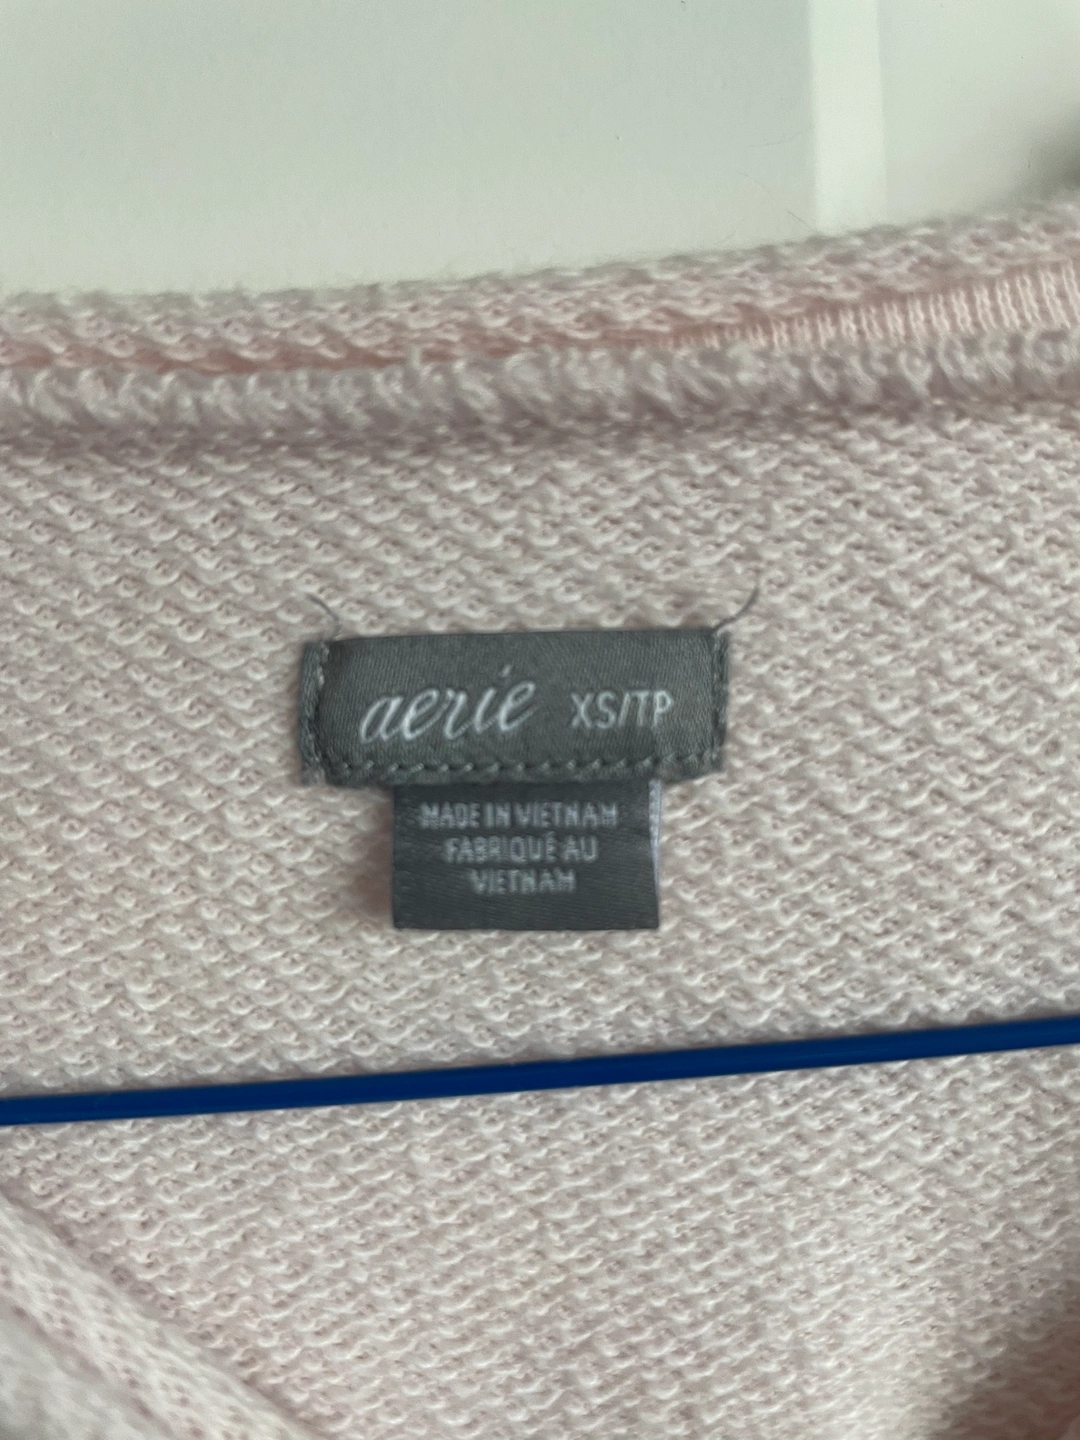 aerie XS/TP
MADE IN VIETNAM
FABRIQUÉ AU
VIETNAM